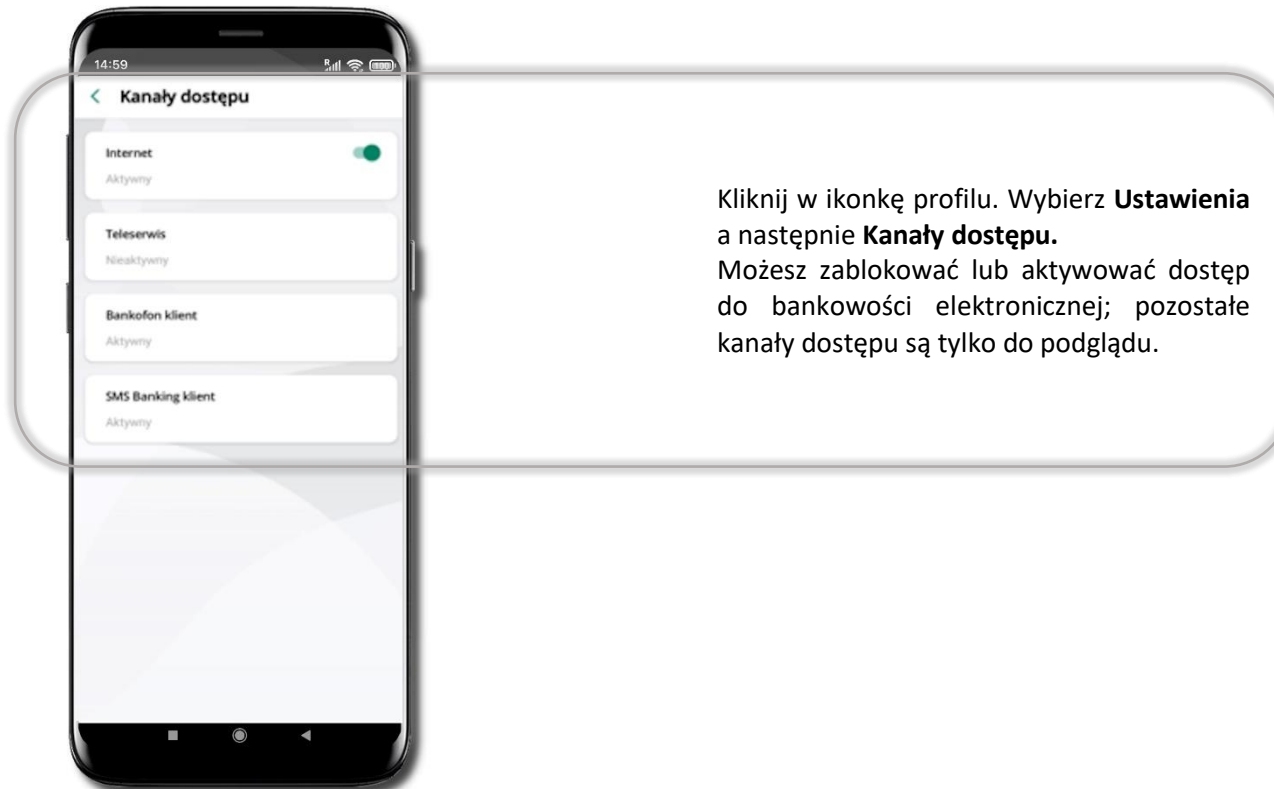 14:59
Kanały dostępu
Internet
Aktywny
Teleserwis
Nieaktywny
Bankofon klient
Aktywny
SMS Banking klient
Aktywny
Kliknij w ikonkę profilu. Wybierz Ustawienia
a następnie Kanały dostępu.
Możesz zablokować lub aktywować dostęp
do bankowości elektronicznej; pozostałe
kanały dostępu są tylko do podglądu.